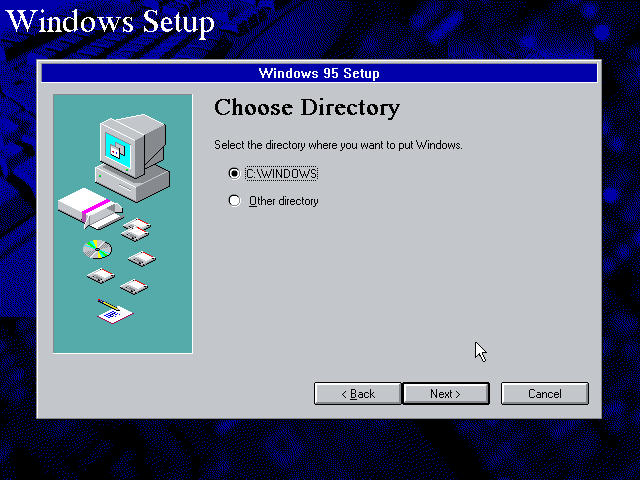 Windows Setup
Windows 95 Setup
Choose Directory
Select the directory where you want to put Windows.
C:\WINDOWS
Other directory
< Back
Next >
Cancel